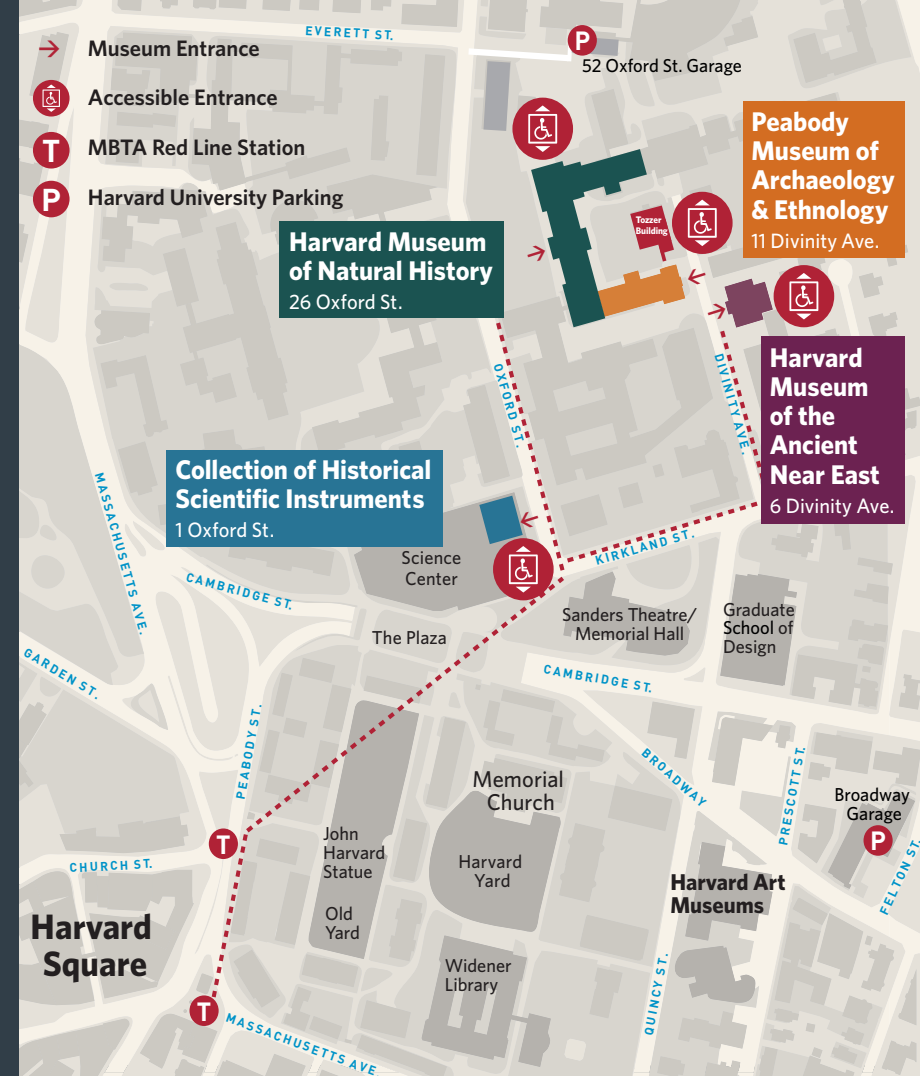 EVERETT ST.
Museum Entrance
P
52 Oxford St. Garage
Accessible Entrance
T
MBTA Red Line Station
P
Harvard University Parking
Peabody
Museum of
Archaeology
& Ethnology
11 Divinity Ave.
Tozzer
Building
Harvard Museum
of Natural History
26 Oxford St.
OXFORD ST.
DIVINITY AVE.
Harvard
Museum
of the
Ancient
Near East
6 Divinity Ave.
Collection of Historical
Scientific Instruments
1 Oxford St.
MASSACHUSETTS AVE.
Science
Center
KIRKLAND ST.
CAMBRIDGE ST.
Sanders Theatre/
Memorial Hall
Graduate
School of
Design
The Plaza
GARDEN ST.
CAMBRIDGE ST.
PEABODY ST.
BROADWAY
PRESCOTT ST.
Memorial
Church
Broadway
Garage
P
FELTON ST.
T
John
Harvard
Statue
CHURCH ST.
Harvard
Yard
Harvard Art
Museums
Old
Yard
Harvard
Square
Widener
Library
QUINCY ST.
T
MASSACHUSETTS AVE